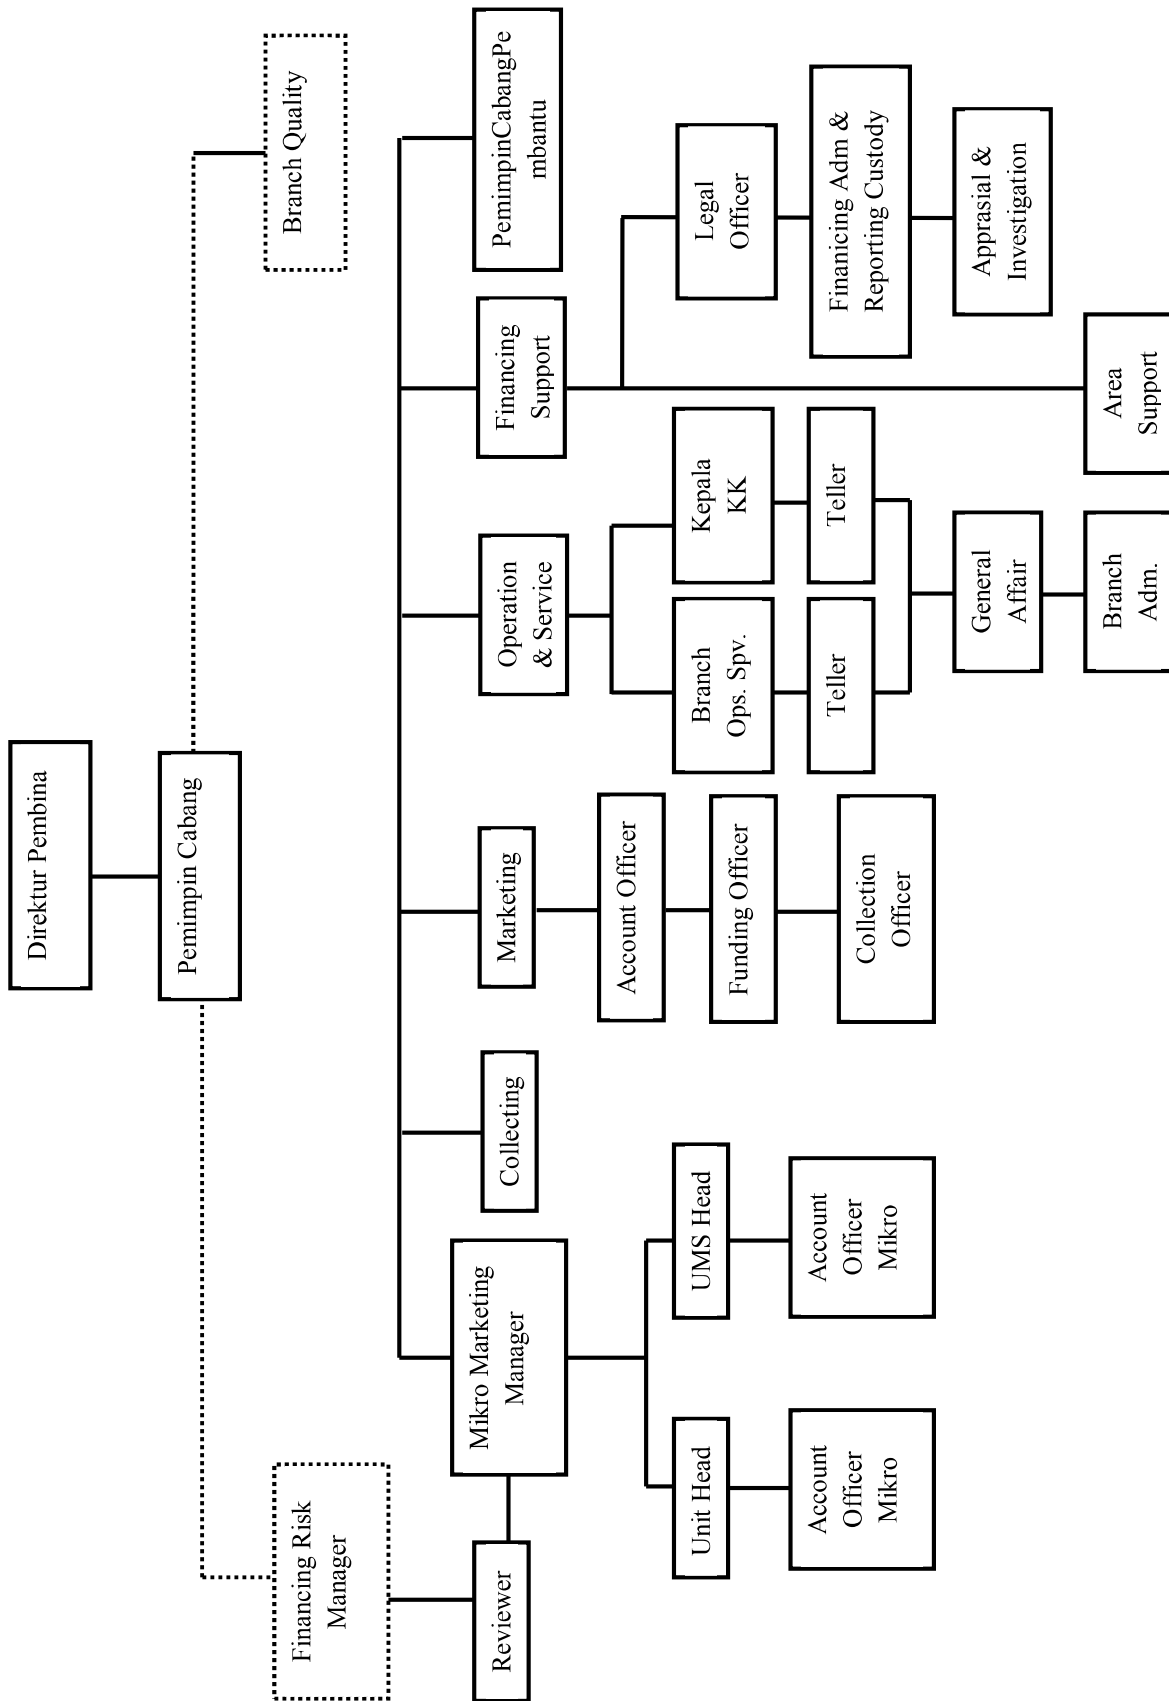 Direktur Pembina
Pemimpin Cabang
Financing Risk
Manager
Branch Quality
Reviewer
Mikro Marketing
Manager
Collecting
Marketing
Operation
& Service
Financing
Support
PemimpinCabangPe
mbantu
Unit Head
UMS Head
Account Officer
Branch
Ops. Spv.
Kepala
KK
Legal
Officer
Account
Officer
Mikro
Account
Officer
Mikro
Funding Officer
Teller
Teller
Finanicing Adm &
Reporting Custody
Collection
Officer
General
Affair
Apprasial &
Investigation
Branch
Adm.
Area
Support